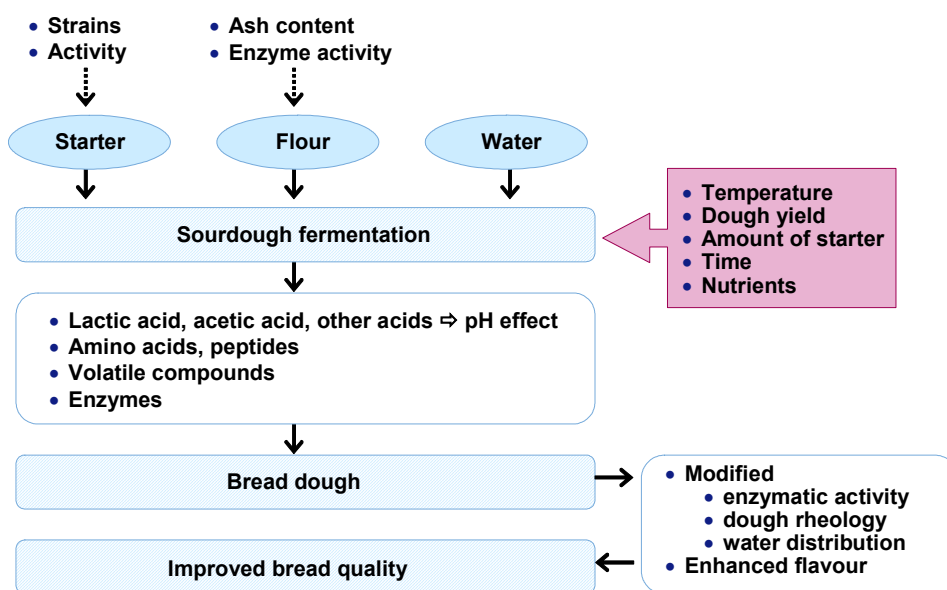 • Strains
• Activity
• Ash content
• Enzyme activity
Starter
Flour
Water
• Temperature
• Dough yield
• Amount of starter
• Time
• Nutrients
Sourdough fermentation
• Lactic acid, acetic acid, other acids ⇨ pH effect
• Amino acids, peptides
• Volatile compounds
• Enzymes
Bread dough
• Modified
• enzymatic activity
• dough rheology
• water distribution
• Enhanced flavour
Improved bread quality